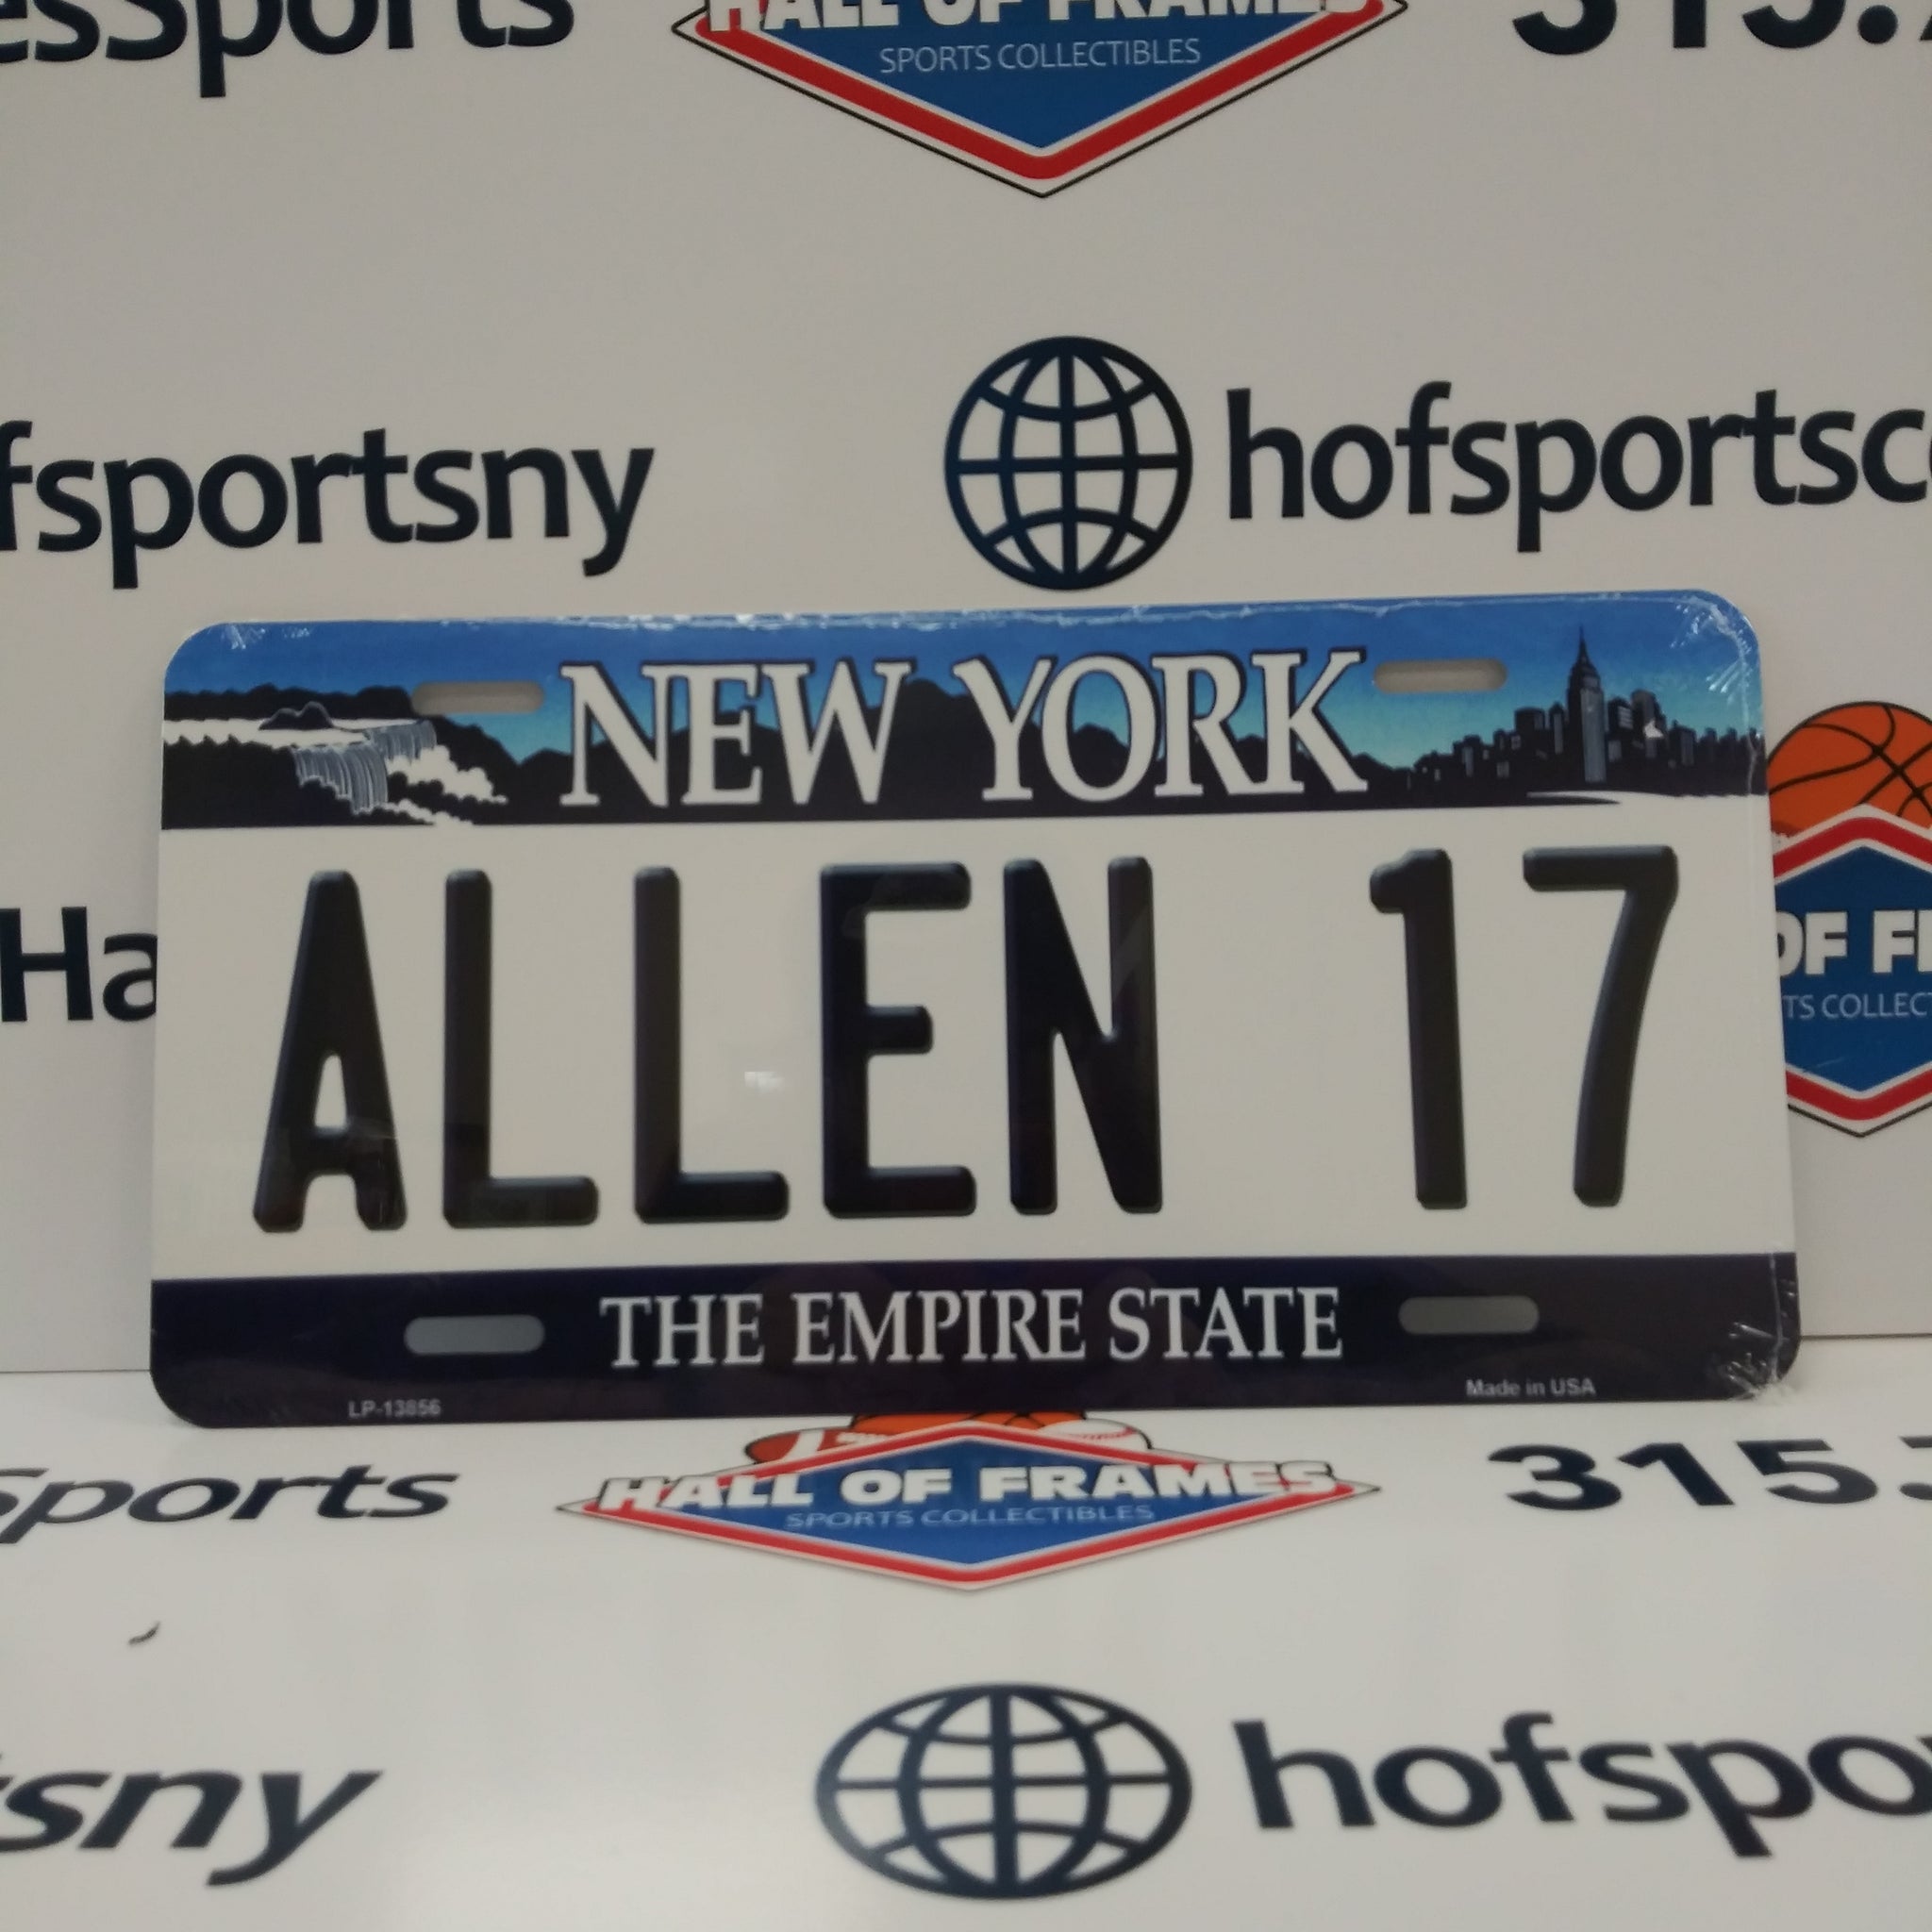 essports
HALL OF FRAMES
SPORTS COLLECTIBLES
315.
fsportsny
hofsportsc
NEW YORK
Ha
ALLEN 17
OF F
TS COLLECT
THE EMPIRE STATE
LP-13856
Made in USA
Sports
HALL OF FRAMES
SPORTS COLLECTIBLES
315.
sny
hofspo